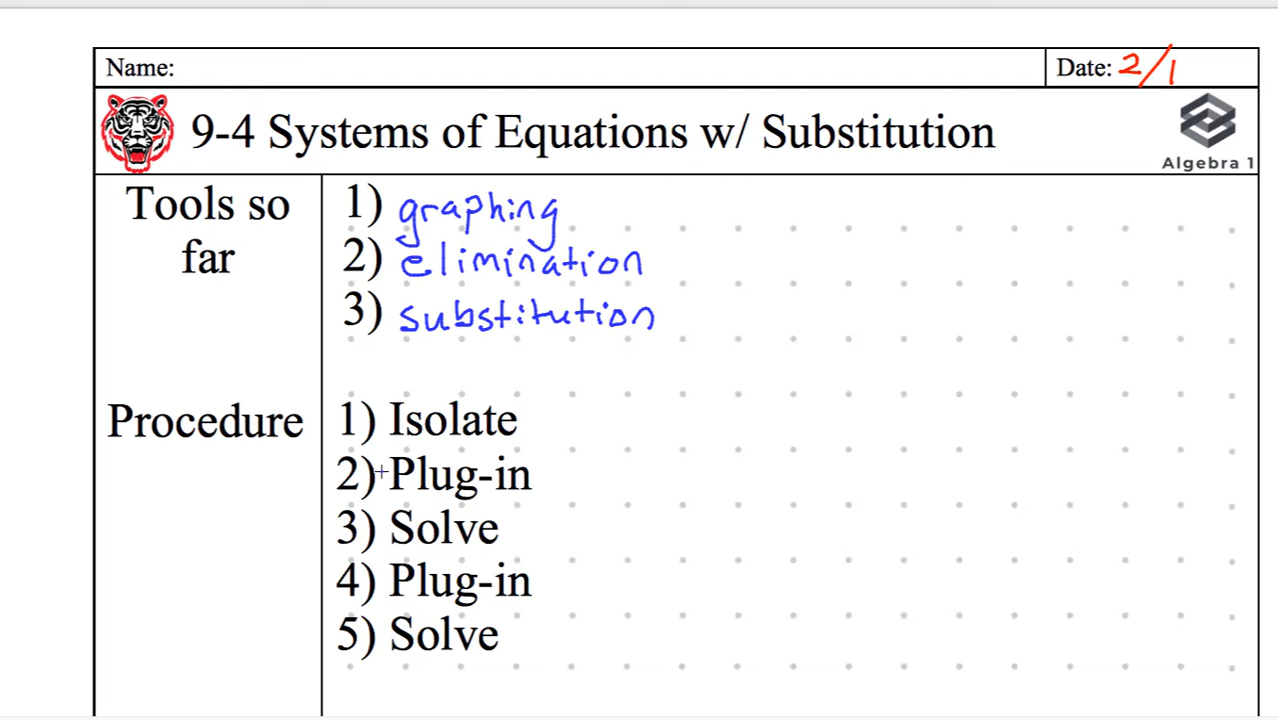 Name:
Date: 2/1
9-4 Systems of Equations w/ Substitution
Algebra 1
Tools so far
1) graphing
2) elimination
3) substitution
Procedure
1) Isolate
2) Plug-in
3) Solve
4) Plug-in
5) Solve